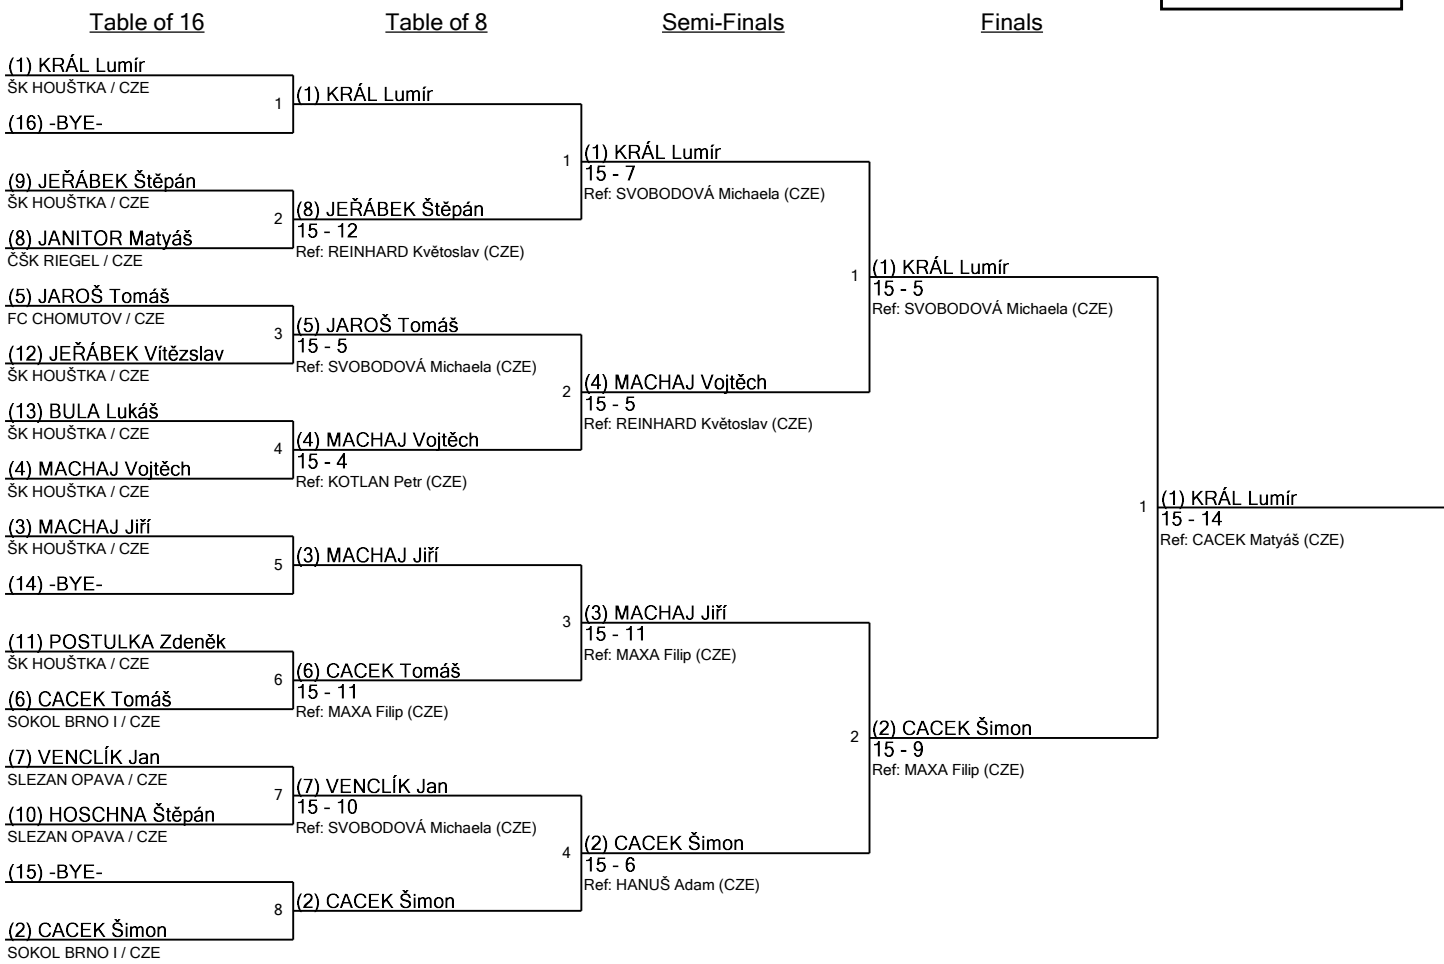 Table of 16
Table of 8
Semi-Finals
Finals
(1) KRÁL Lumír
ŠK HOUŠTKA / CZE
(16) -BYE-
(9) JEŘÁBEK Štěpán
ŠK HOUŠTKA / CZE
(8) JANITOR Matyáš
ČŠK RIEGEL / CZE
(5) JAROŠ Tomáš
FC CHOMUTOV / CZE
(12) JEŘÁBEK Vítězslav
ŠK HOUŠTKA / CZE
(13) BULA Lukáš
ŠK HOUŠTKA / CZE
(4) MACHAJ Vojtěch
ŠK HOUŠTKA / CZE
(3) MACHAJ Jiří
ŠK HOUŠTKA / CZE
(14) -BYE-
(11) POSTULKA Zdeněk
ŠK HOUŠTKA / CZE
(6) CACEK Tomáš
SOKOL BRNO I / CZE
(7) VENCLÍK Jan
SLEZAN OPAVA / CZE
(10) HOSCHNA Štěpán
SLEZAN OPAVA / CZE
(15) -BYE-
(2) CACEK Šimon
SOKOL BRNO I / CZE
1
(1) KRÁL Lumír
2
(8) JEŘÁBEK Štěpán
15 - 12
Ref: REINHARD Květoslav (CZE)
3
(5) JAROŠ Tomáš
15 - 5
Ref: SVOBODOVÁ Michaela (CZE)
4
(4) MACHAJ Vojtěch
15 - 4
Ref: KOTLAN Petr (CZE)
5
(3) MACHAJ Jiří
6
(6) CACEK Tomáš
15 - 11
Ref: MAXA Filip (CZE)
7
(7) VENCLÍK Jan
15 - 10
Ref: SVOBODOVÁ Michaela (CZE)
8
(2) CACEK Šimon
1
(1) KRÁL Lumír
15 - 7
Ref: SVOBODOVÁ Michaela (CZE)
2
(4) MACHAJ Vojtěch
15 - 5
Ref: REINHARD Květoslav (CZE)
3
(3) MACHAJ Jiří
15 - 11
Ref: MAXA Filip (CZE)
4
(2) CACEK Šimon
15 - 6
Ref: HANUŠ Adam (CZE)
1
(1) KRÁL Lumír
15 - 5
Ref: SVOBODOVÁ Michaela (CZE)
2
(2) CACEK Šimon
15 - 9
Ref: MAXA Filip (CZE)
1
(1) KRÁL Lumír
15 - 14
Ref: CACEK Matyáš (CZE)